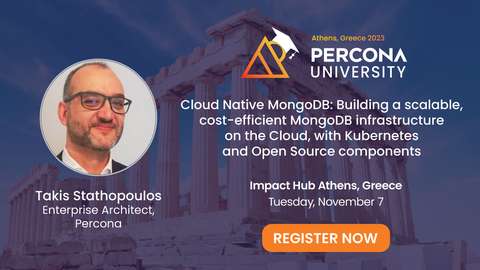 Athens, Greece 2023
PERCONA
UNIVERSITY
Cloud Native MongoDB: Building a scalable,
cost-efficient MongoDB infrastructure
on the Cloud, with Kubernetes
and Open Source components
Takis Stathopoulos
Enterprise Architect,
Percona
Impact Hub Athens, Greece
Tuesday, November 7
REGISTER NOW